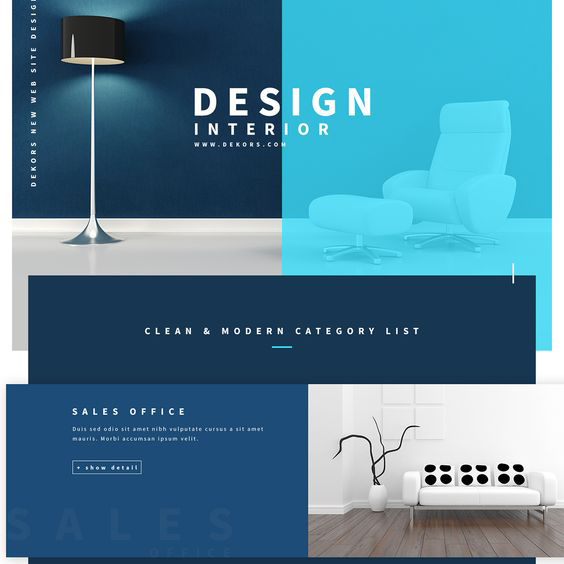 DEKORS NEW WEB SITE DESIGN
DESIGN
INTERIOR
WWW.DEKORS.COM
CLEAN & MODERN CATEGORY LIST
SALES OFFICE
Duis sed odio sit amet nibh vulputate cursus a sit amet
mauris. Morbi accumsan ipsum velit.
+ show detail
SALES
OFFICE